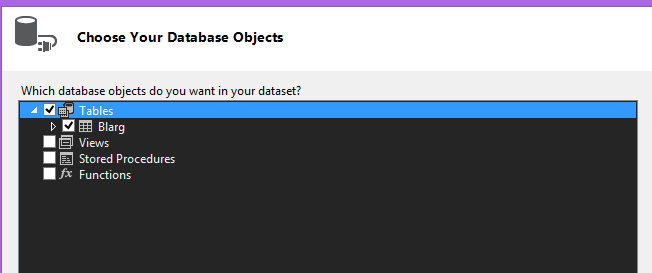 Choose Your Database Objects
Which database objects do you want in your dataset?
Tables
Blarg
Views
Stored Procedures
fx Functions